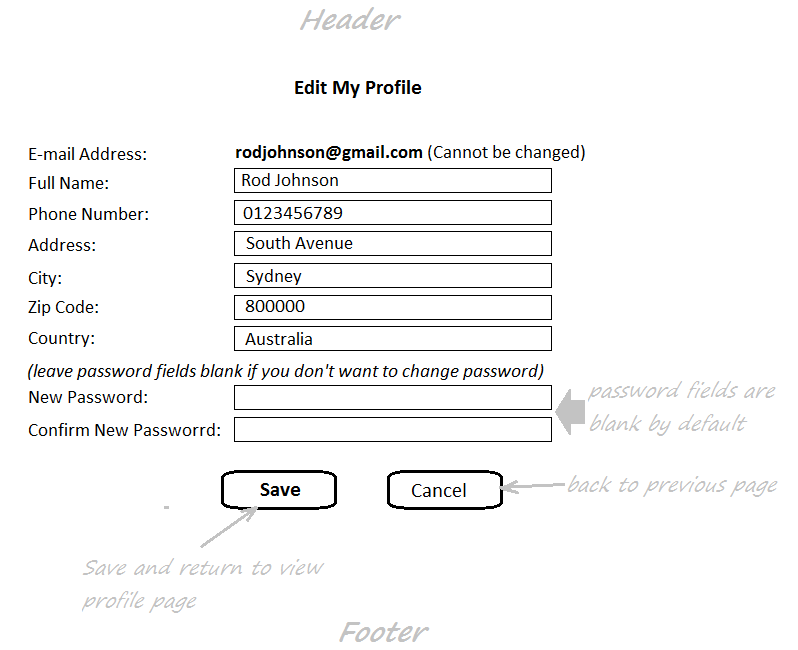 Header
Edit My Profile
E-mail Address: rodjohnson@gmail.com (Cannot be changed)
Full Name: Rod Johnson
Phone Number: 0123456789
Address: South Avenue
City: Sydney
Zip Code: 800000
Country: Australia
(leave password fields blank if you don't want to change password)
New Password:
Confirm New Passworrd:
password fields are
blank by default
Save Cancel
back to previous page
Save and return to view
profile page
Footer